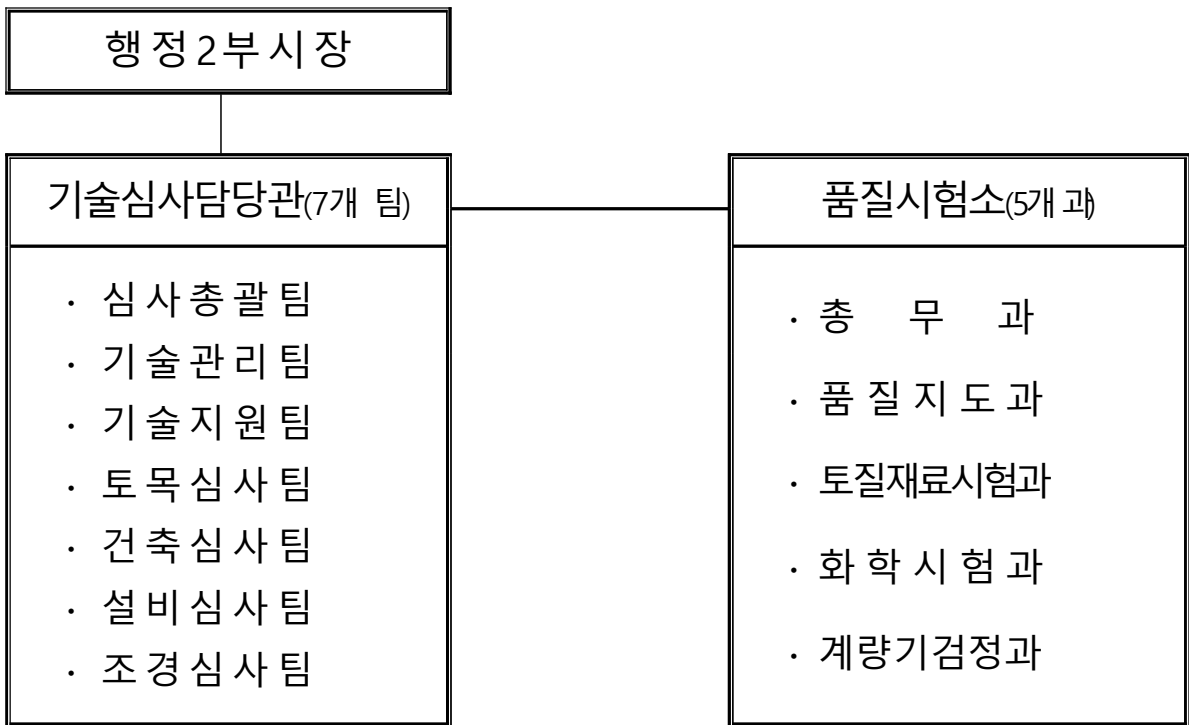 행정2부시장
기술심사담당관(7개 팀)
· 심사총괄팀
· 기술관리팀
· 기술지원팀
· 토목심사팀
· 건축심사팀
· 설비심사팀
· 조경심사팀
품질시험소(5개 과)
· 총 무 과
· 품질지도과
· 토질재료시험과
· 화학시험과
· 계량기검정과